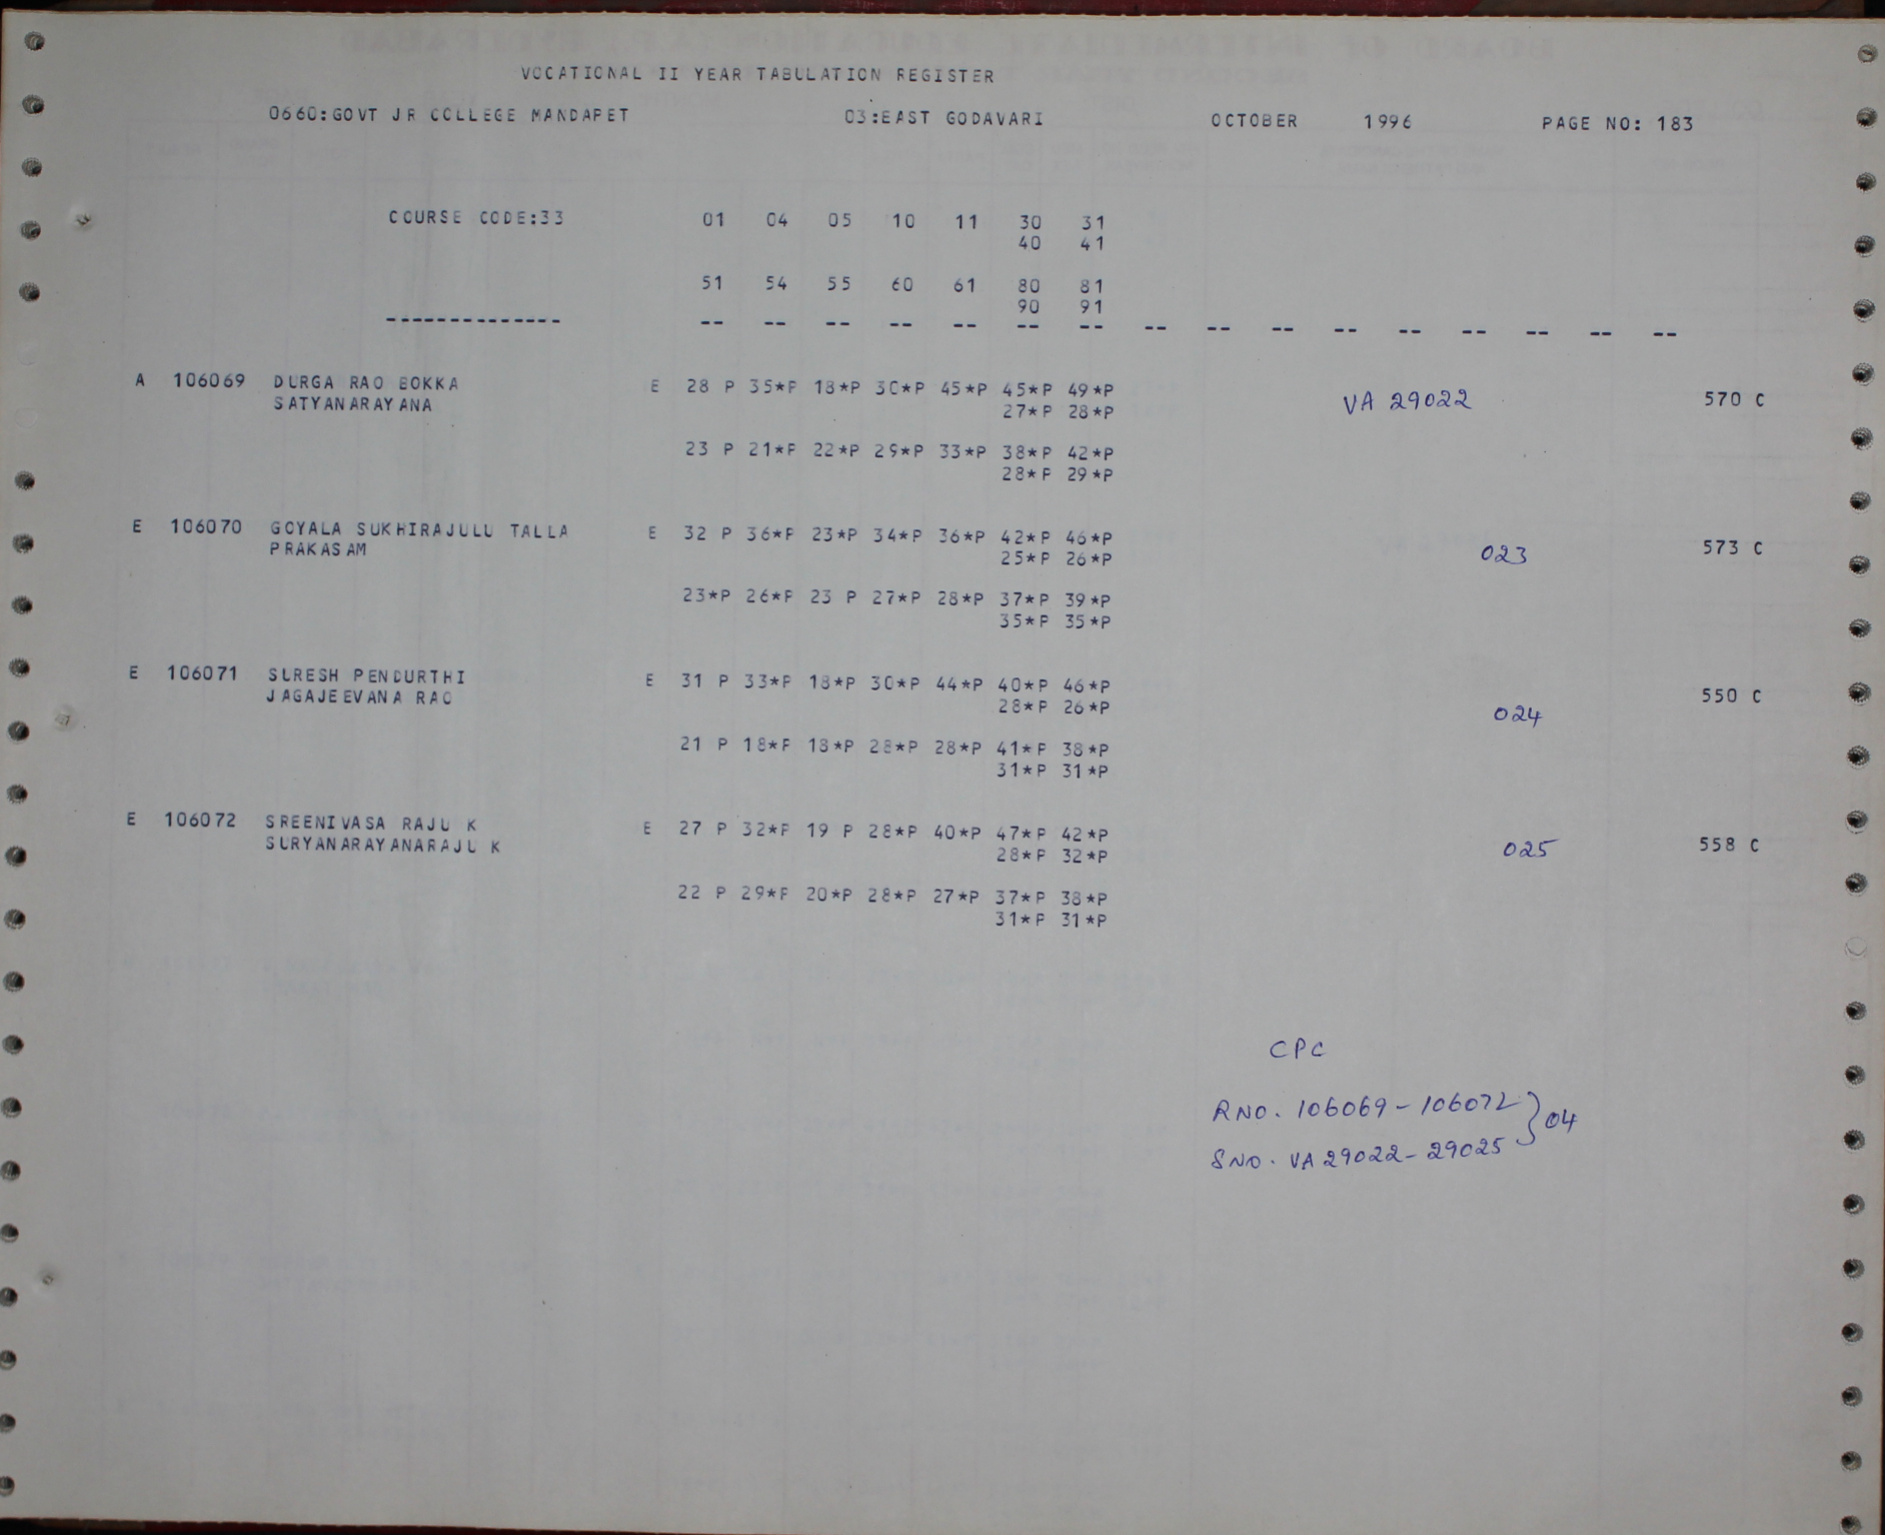 VOCATIONAL II YEAR TABULATION REGISTER
0660:GOVT JR COLLEGE MANDAPET 03:EAST GODAVARI OCTOBER 1996 PAGE NO: 183
COURSE CODE:33 01 04 05 10 11 30 31
40 41
51 54 55 60 61 80 81
90 91
-------------- -- -- -- -- -- -- -- -- -- -- -- -- -- -- -- --
A 106069 DURGA RAO BOKKA E 28 P 35*P 18*P 30*P 45*P 45*P 49*P VA 29022 570 C
SATYANARAYANA 27*P 28*P
23 P 21*P 22*P 29*P 33*P 38*P 42*P
28*P 29*P
E 106070 GOYALA SUKHIRAJULU TALLA E 32 P 36*P 23*P 34*P 36*P 42*P 46*P 023 573 C
PRAKASAM 25*P 26*P
23*P 26*P 23 P 27*P 28*P 37*P 39*P
35*P 35*P
E 106071 SURESH PENDURTHI E 31 P 33*P 18*P 30*P 44*P 40*P 46*P 024 550 C
JAGAJEEVANA RAO 28*P 26*P
21 P 18*P 18*P 28*P 28*P 41*P 38*P
31*P 31*P
E 106072 SREENIVASA RAJU K E 27 P 32*P 19 P 28*P 40*P 47*P 42*P 025 558 C
SURYANARAYANARAJU K 28*P 32*P
22 P 29*P 20*P 28*P 27*P 37*P 38*P
31*P 31*P
CPC
RNO. 106069-106072 } 04
SNO. VA 29022-29025